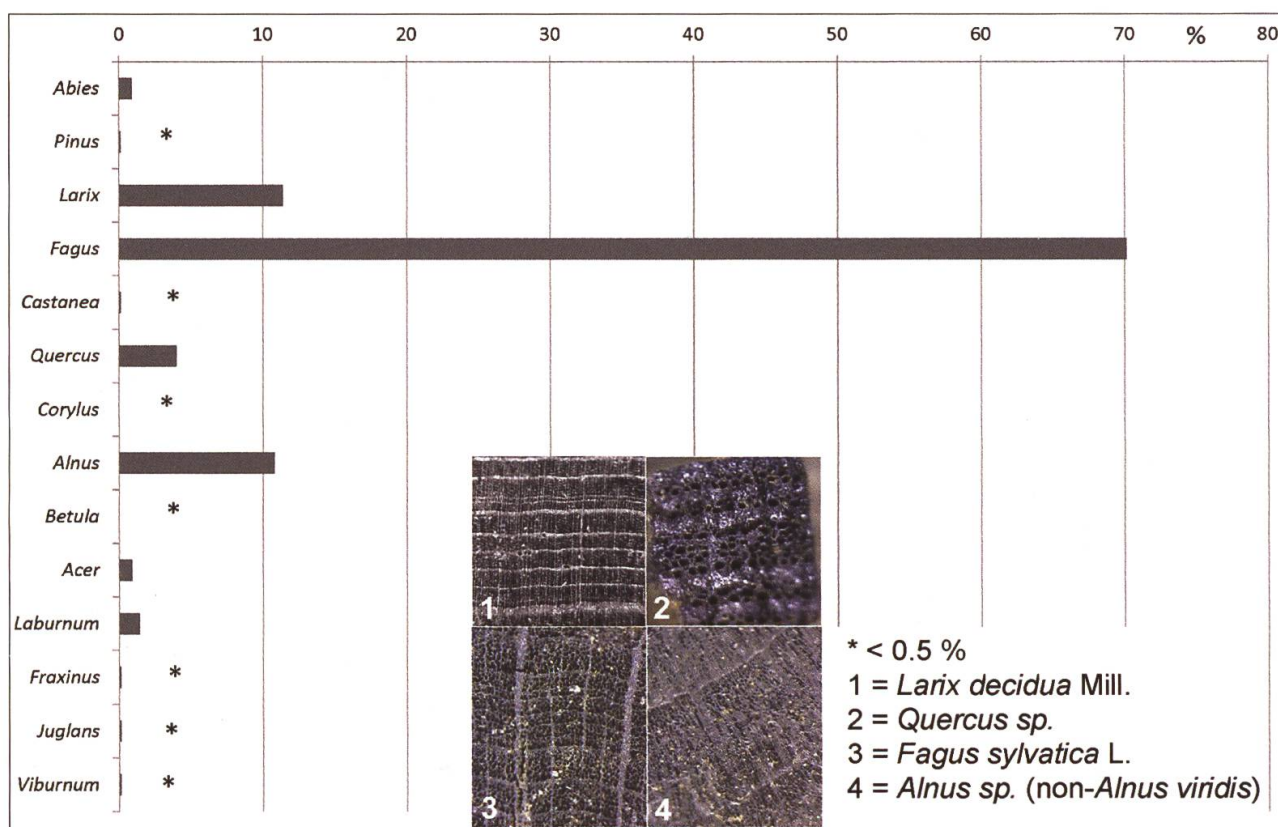 0 10 20 30 40 50 60 70 % 80
Abies
Pinus *
Larix
Fagus
Castanea *
Quercus
Corylus *
Alnus
Betula *
Acer
Laburnum
Fraxinus *
Juglans *
Viburnum *
1 2
3 4
* < 0.5 %
1 = Larix decidua Mill.
2 = Quercus sp.
3 = Fagus sylvatica L.
4 = Alnus sp. (non-Alnus viridis)